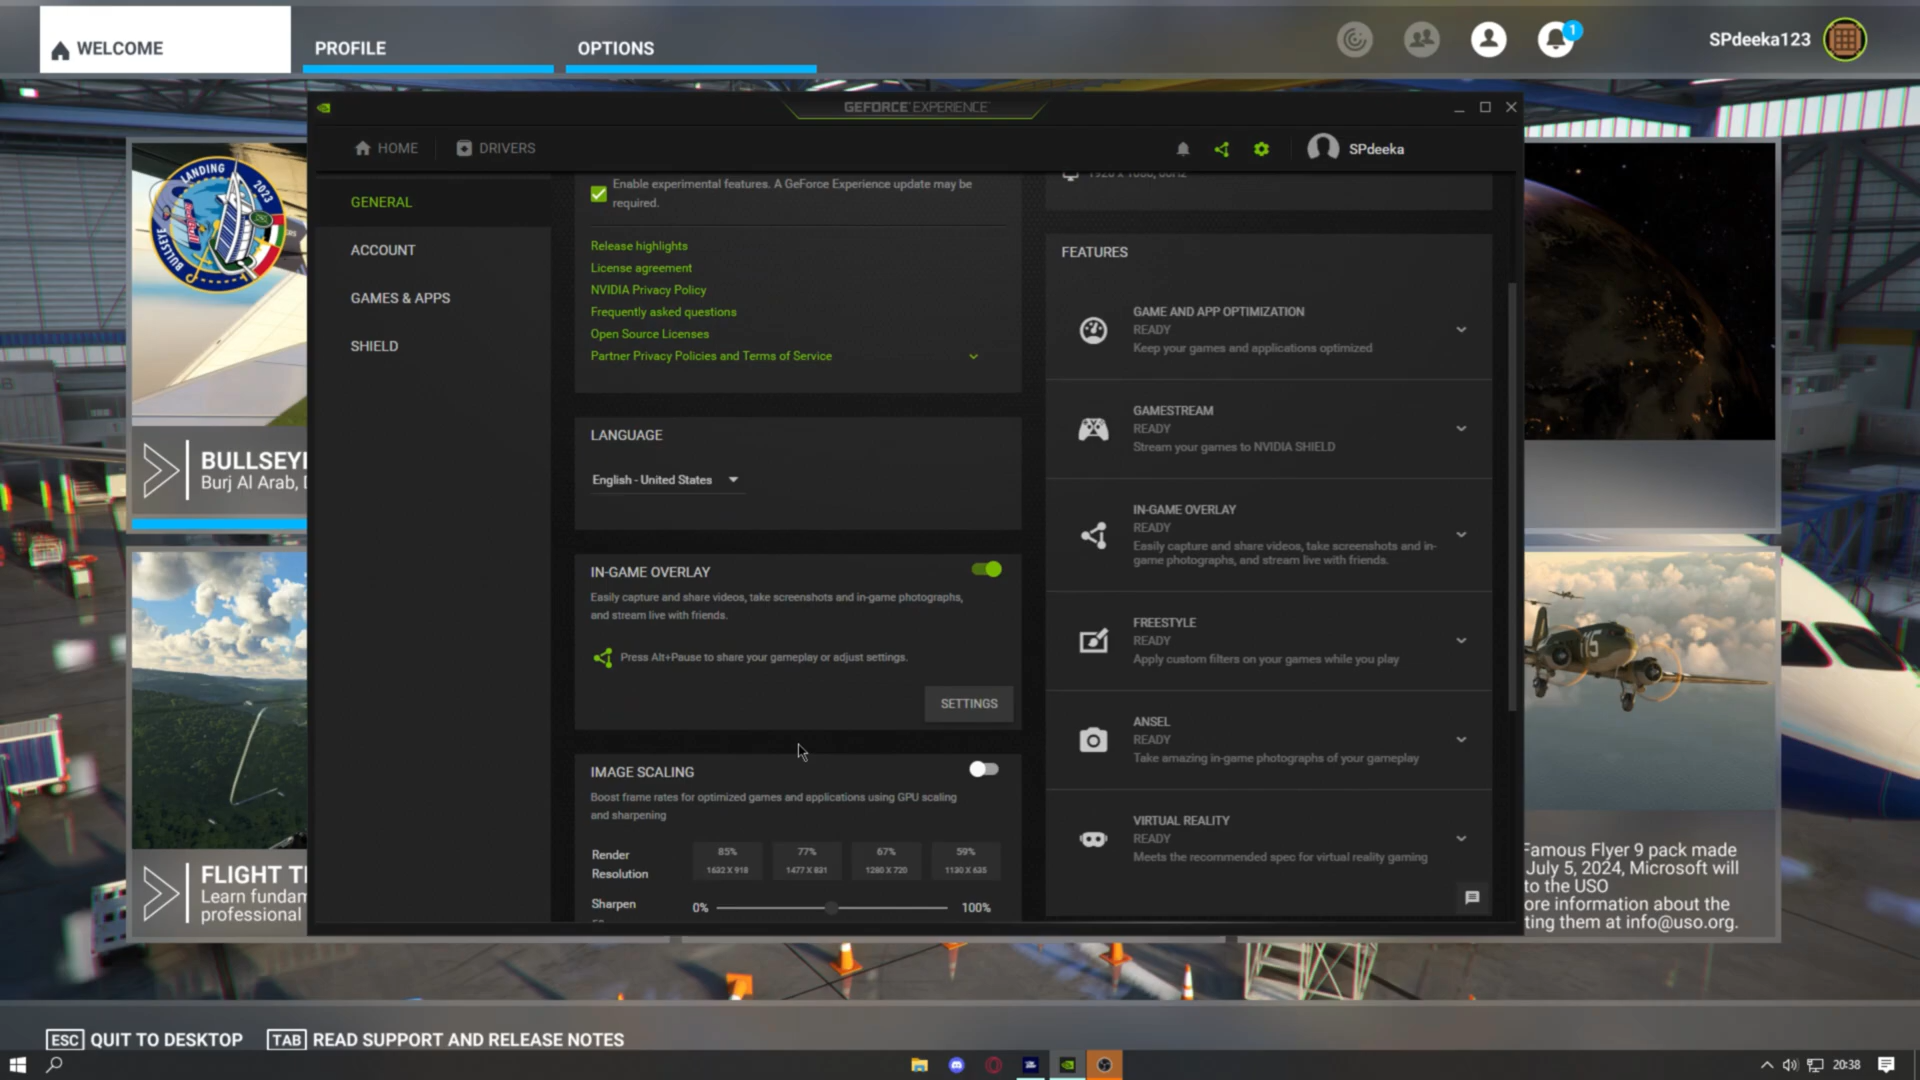 WELCOME
PROFILE
OPTIONS
1
SPdeeka123
GEFORCE EXPERIENCE
HOME
DRIVERS
SPdeeka
GENERAL
ACCOUNT
GAMES & APPS
SHIELD
Enable experimental features. A GeForce Experience update may be
required.
Release highlights
License agreement
NVIDIA Privacy Policy
Frequently asked questions
Open Source Licenses
Partner Privacy Policies and Terms of Service
LANGUAGE
English - United States
IN-GAME OVERLAY
Easily capture and share videos, take screenshots and in-game photographs,
and stream live with friends.
Press Alt+Pause to share your gameplay or adjust settings.
SETTINGS
IMAGE SCALING
Boost frame rates for optimized games and applications using GPU scaling
and sharpening
Render
Resolution
85%
1632 X 918
77%
1477 X 831
67%
1280 X 720
59%
1130 X 635
Sharpen
0%
100%
FEATURES
GAME AND APP OPTIMIZATION
READY
Keep your games and applications optimized
GAMESTREAM
READY
Stream your games to NVIDIA SHIELD
IN-GAME OVERLAY
READY
Easily capture and share videos, take screenshots and in-
game photographs, and stream live with friends.
FREESTYLE
READY
Apply custom filters on your games while you play
ANSEL
READY
Take amazing in-game photographs of your gameplay
VIRTUAL REALITY
READY
Meets the recommended spec for virtual reality gaming
LANDING
2023
BULLSEYE
BULLSEY
Burj Al Arab,
FLIGHT T
Learn fundam
professional
Famous Flyer 9 pack made
July 5, 2024, Microsoft will
to the USO
ore information about the
ting them at info@uso.org.
ESC QUIT TO DESKTOP
TAB READ SUPPORT AND RELEASE NOTES
20:38